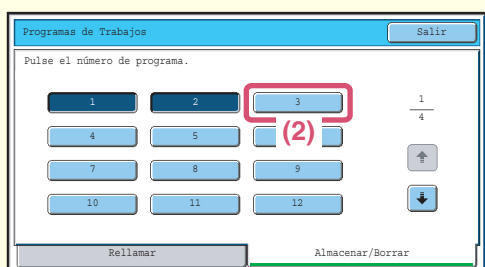 Programas de Trabajos Salir
Pulse el número de programa.
1 2 3 1
4
4 5 (2)
7 8 9
10 11 12
Rellamar Almacenar/Borrar